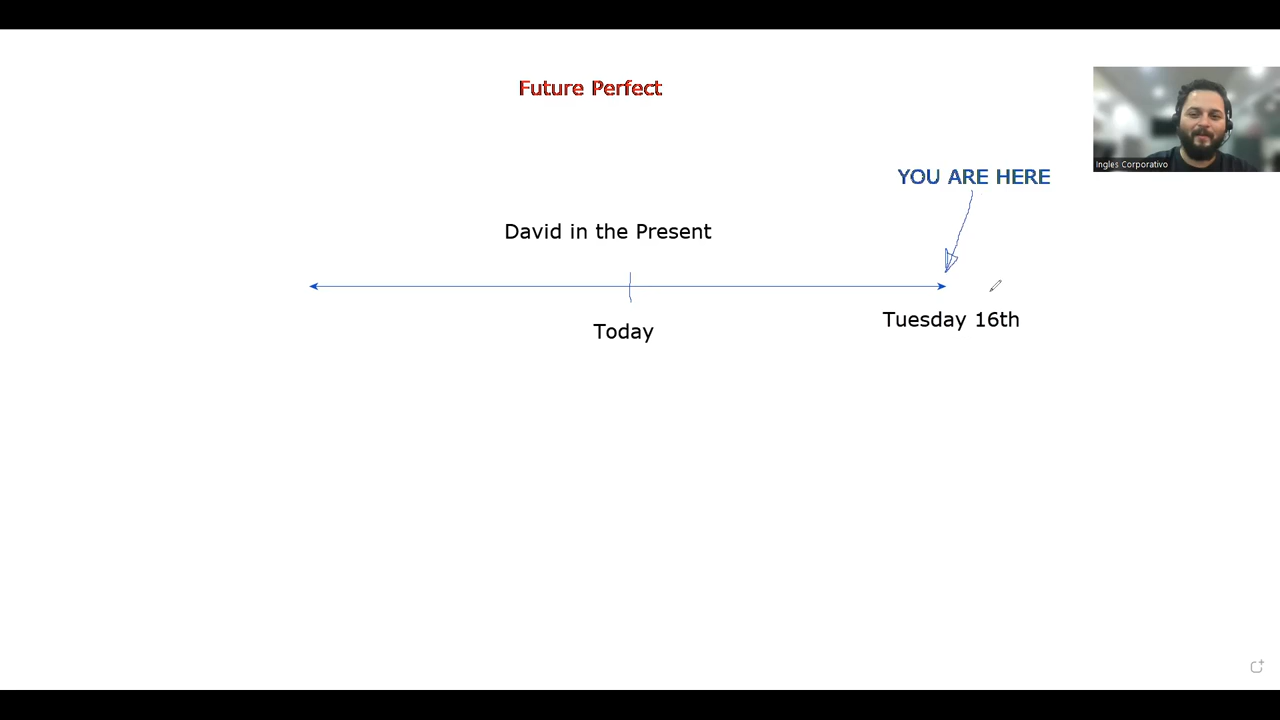 Future Perfect
Ingles Corporativo
YOU ARE HERE
David in the Present
Tuesday 16th
Today